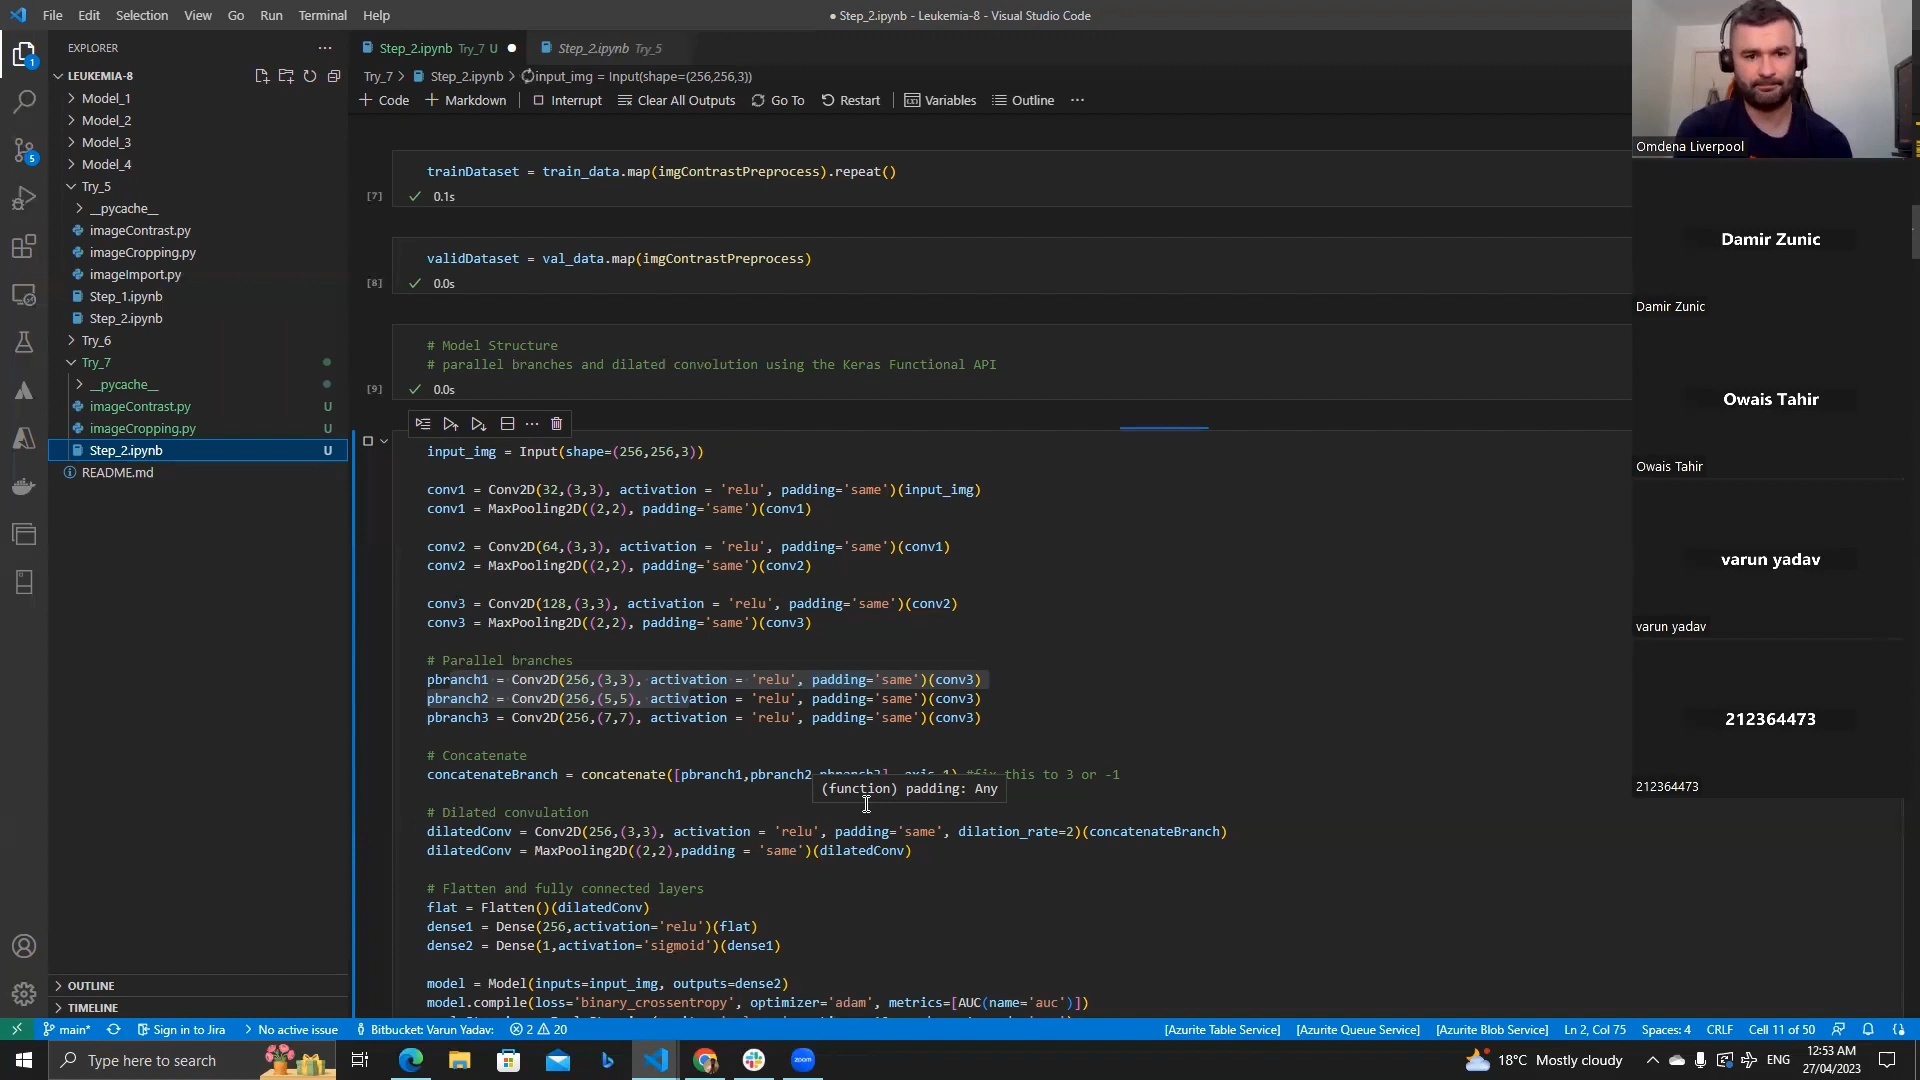 File Edit Selection View Go Run Terminal Help
● Step_2.ipynb - Leukemia-8 - Visual Studio Code
EXPLORER
LEUKEMIA-8
Model_1
Model_2
Model_3
Model_4
Try_5
__pycache__
imageContrast.py
imageCropping.py
imageImport.py
Step_1.ipynb
Step_2.ipynb
Try_6
Try_7
__pycache__
imageContrast.py U
imageCropping.py U
Step_2.ipynb U
README.md
OUTLINE
TIMELINE
1
5
Step_2.ipynb Try_7 U
Step_2.ipynb Try_5
Try_7 > Step_2.ipynb > input_img = Input(shape=(256,256,3))
Code Markdown Interrupt Clear All Outputs Go To Restart Variables Outline
trainDataset = train_data.map(imgContrastPreprocess).repeat()
[7] 0.1s
validDataset = val_data.map(imgContrastPreprocess)
[8] 0.0s
# Model Structure
# parallel branches and dilated convolution using the Keras Functional API
[9] 0.0s
input_img = Input(shape=(256,256,3))
conv1 = Conv2D(32,(3,3), activation = 'relu', padding='same')(input_img)
conv1 = MaxPooling2D((2,2), padding='same')(conv1)
conv2 = Conv2D(64,(3,3), activation = 'relu', padding='same')(conv1)
conv2 = MaxPooling2D((2,2), padding='same')(conv2)
conv3 = Conv2D(128,(3,3), activation = 'relu', padding='same')(conv2)
conv3 = MaxPooling2D((2,2), padding='same')(conv3)
# Parallel branches
pbranch1 = Conv2D(256,(3,3), activation = 'relu', padding='same')(conv3)
pbranch2 = Conv2D(256,(5,5), activation = 'relu', padding='same')(conv3)
pbranch3 = Conv2D(256,(7,7), activation = 'relu', padding='same')(conv3)
# Concatenate
concatenateBranch = concatenate([pbranch1,pbranch2 #fix this to 3 or -1
(function) padding: Any
# Dilated convulation
dilatedConv = Conv2D(256,(3,3), activation = 'relu', padding='same', dilation_rate=2)(concatenateBranch)
dilatedConv = MaxPooling2D((2,2),padding = 'same')(dilatedConv)
# Flatten and fully connected layers
flat = Flatten()(dilatedConv)
dense1 = Dense(256,activation='relu')(flat)
dense2 = Dense(1,activation='sigmoid')(dense1)
model = Model(inputs=input_img, outputs=dense2)
model.compile(loss='binary_crossentropy', optimizer='adam', metrics=[AUC(name='auc')])
Omdena Liverpool
Damir Zunic
Damir Zunic
Owais Tahir
Owais Tahir
varun yadav
varun yadav
212364473
212364473
main* Sign in to Jira No active issue Bitbucket: Varun Yadav: 2 20 [Azurite Table Service] [Azurite Queue Service] [Azurite Blob Service] Ln 2, Col 75 Spaces: 4 CRLF Cell 11 of 50
Type here to search
zoom
18°C Mostly cloudy
ENG
12:53 AM
27/04/2023